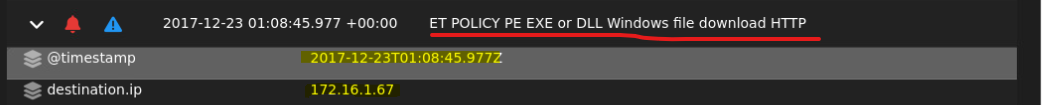 2017-12-23 01:08:45.977 +00:00 ET POLICY PE EXE or DLL Windows file download HTTP
@timestamp 2017-12-23T01:08:45.977Z
destination.ip 172.16.1.67